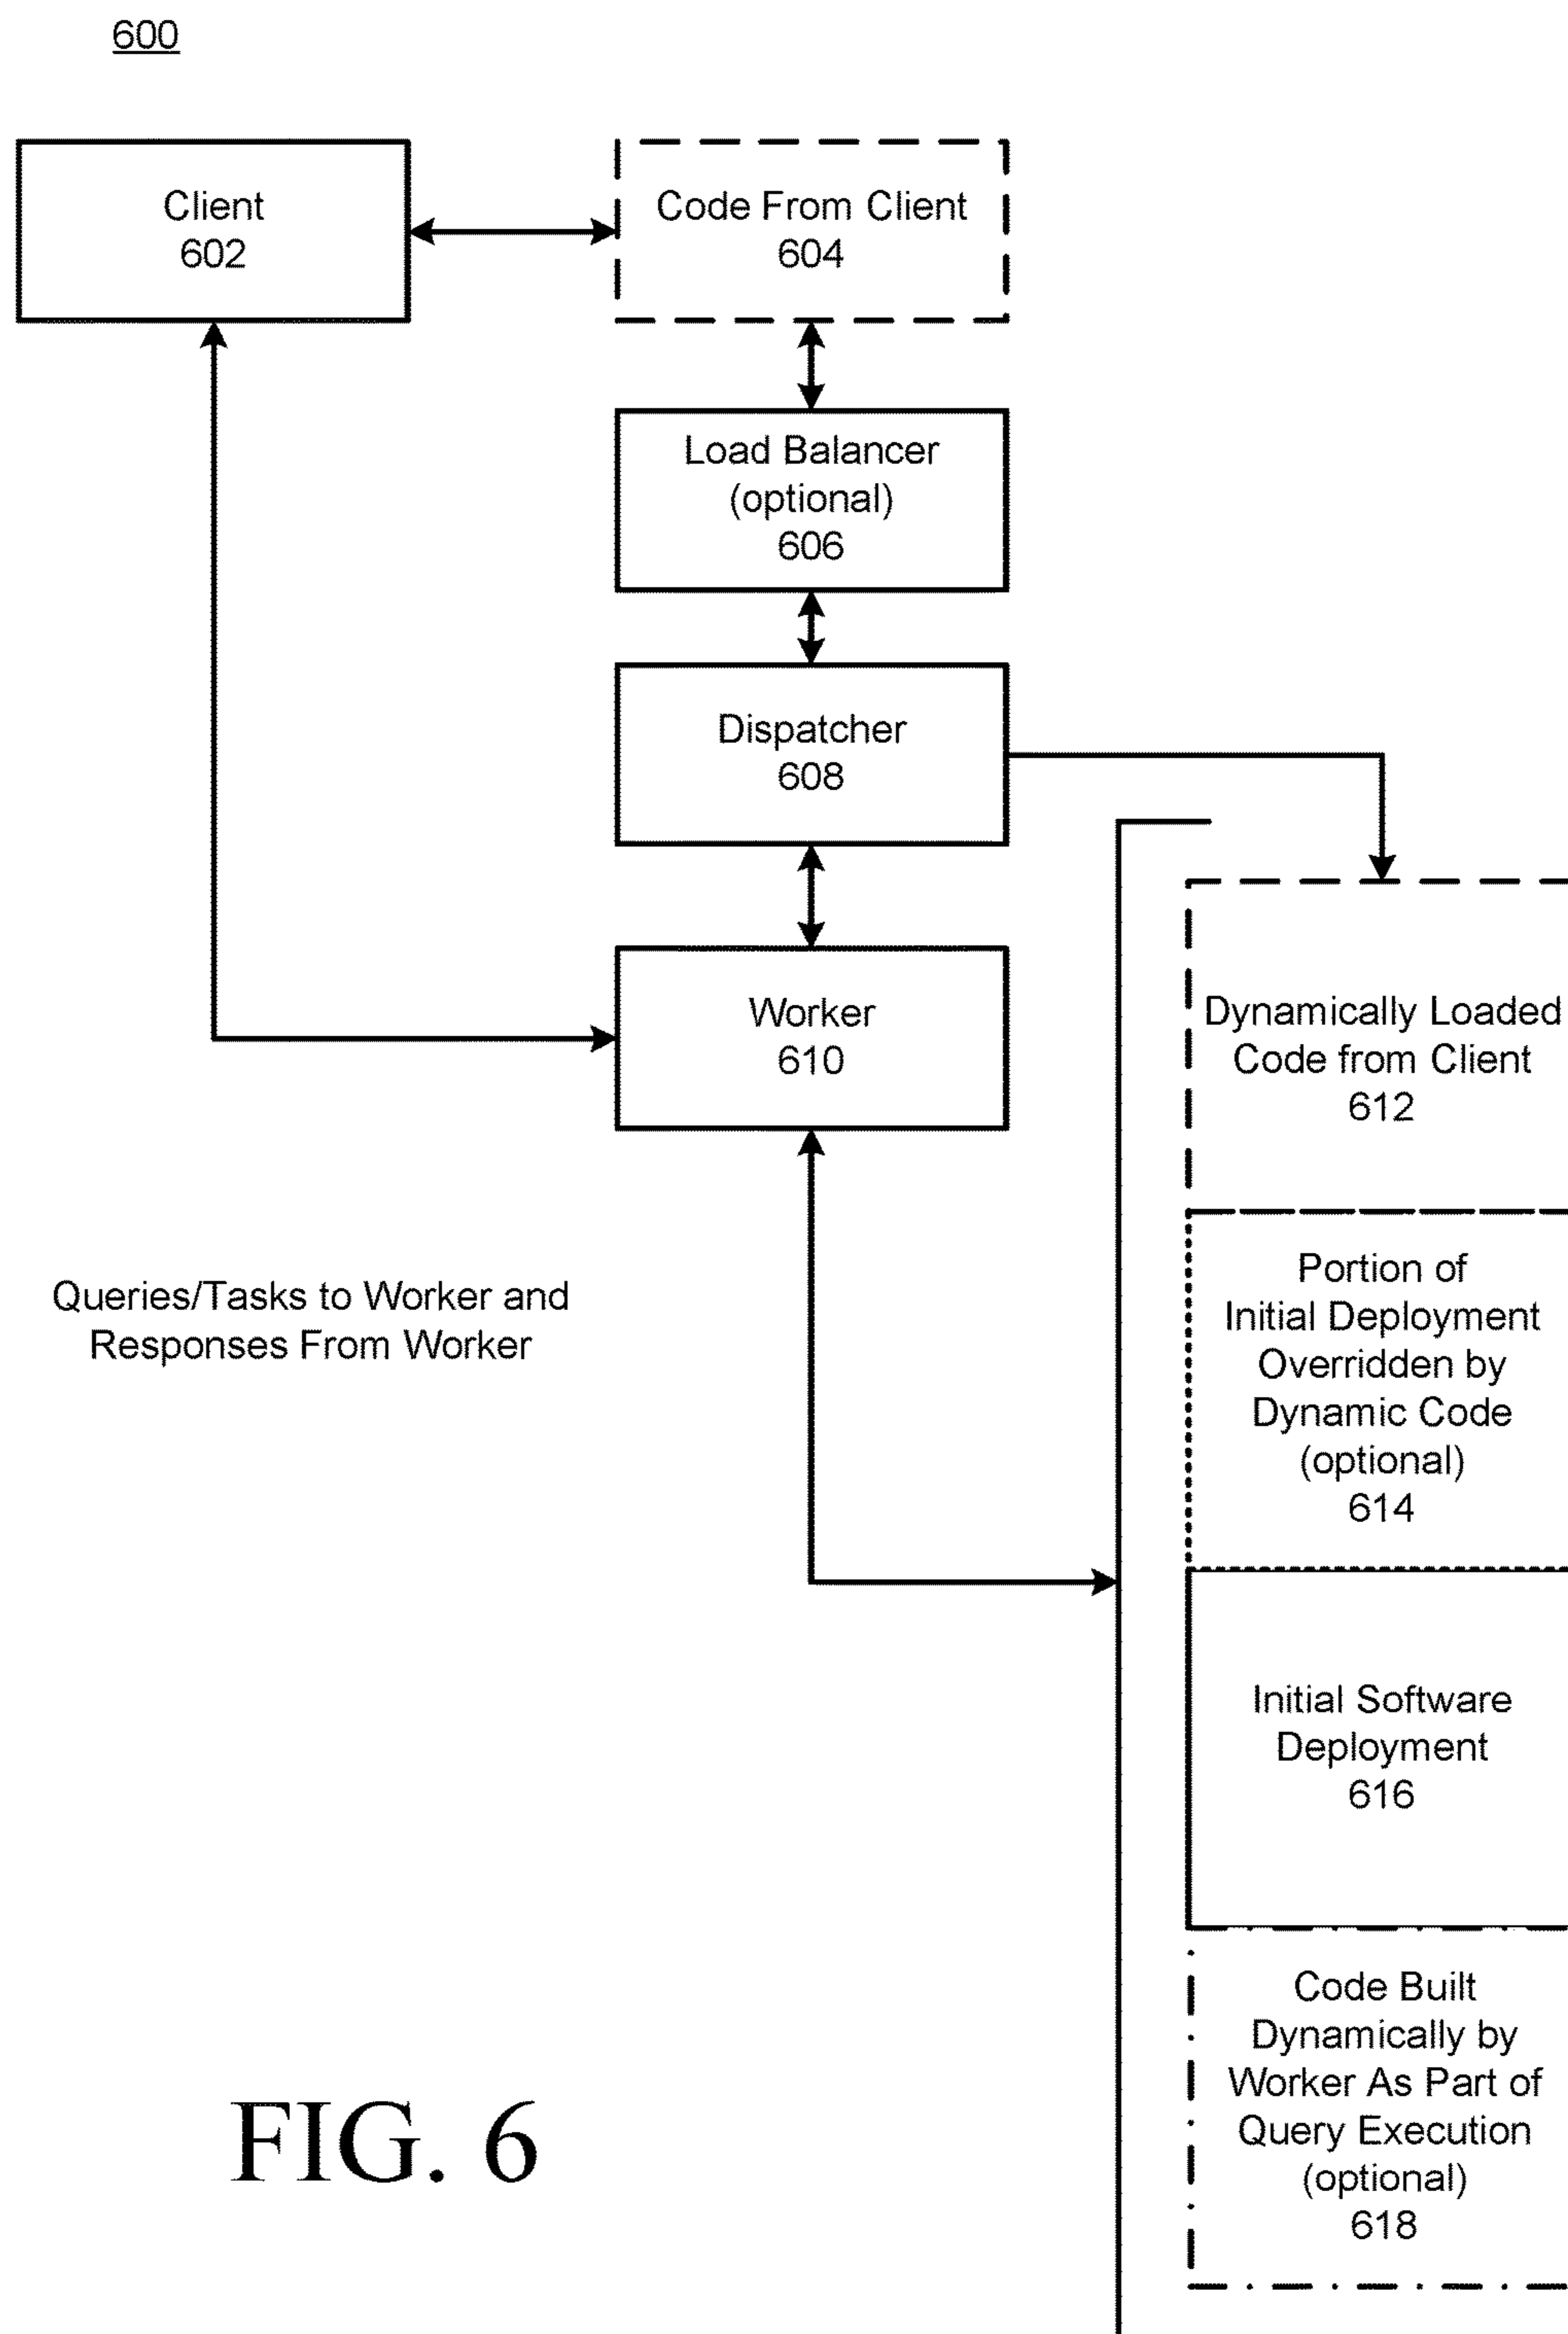 600
Client
602
Code From Client
604
Load Balancer
(optional)
606
Dispatcher
608
Worker
610
Dynamically Loaded
Code from Client
612
Queries/Tasks to Worker and
Responses From Worker
Portion of
Initial Deployment
Overridden by
Dynamic Code
(optional)
614
Initial Software
Deployment
616
Code Built
Dynamically by
Worker As Part of
Query Execution
(optional)
618
FIG. 6